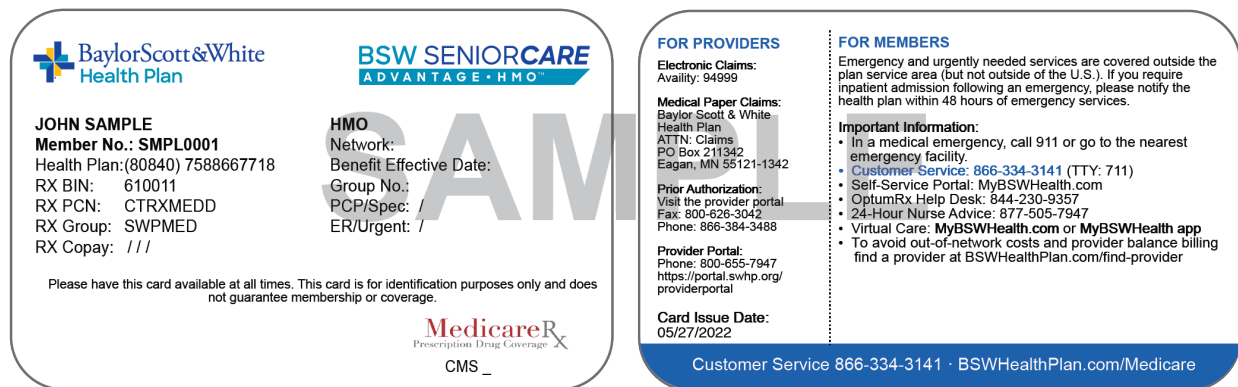 BaylorScott&White
Health Plan
BSW SENIORCARE
ADVANTAGE • HMO™
JOHN SAMPLE
Member No.: SMPL0001
Health Plan:(80840) 7588667718
RX BIN: 610011
RX PCN: CTRXMEDD
RX Group: SWPMED
RX Copay: / / /
HMO
Network:
Benefit Effective Date:
Group No.:
PCP/Spec: /
ER/Urgent: /
Please have this card available at all times. This card is for identification purposes only and does
not guarantee membership or coverage.
MedicareRx
Prescription Drug Coverage
CMS _
SAMPLE
FOR PROVIDERS
Electronic Claims:
Availity: 94999
Medical Paper Claims:
Baylor Scott & White
Health Plan
ATTN: Claims
PO Box 211342
Eagan, MN 55121-1342
Prior Authorization:
Visit the provider portal
Fax: 800-626-3042
Phone: 866-384-3488
Provider Portal:
Phone: 800-655-7947
https://portal.swhp.org/
providerportal
Card Issue Date:
05/27/2022
FOR MEMBERS
Emergency and urgently needed services are covered outside the
plan service area (but not outside of the U.S.). If you require
inpatient admission following an emergency, please notify the
health plan within 48 hours of emergency services.
Important Information:
• In a medical emergency, call 911 or go to the nearest
emergency facility.
• Customer Service: 866-334-3141 (TTY: 711)
• Self-Service Portal: MyBSWHealth.com
• OptumRx Help Desk: 844-230-9357
• 24-Hour Nurse Advice: 877-505-7947
• Virtual Care: MyBSWHealth.com or MyBSWHealth app
• To avoid out-of-network costs and provider balance billing
find a provider at BSWHealthPlan.com/find-provider
Customer Service 866-334-3141 · BSWHealthPlan.com/Medicare